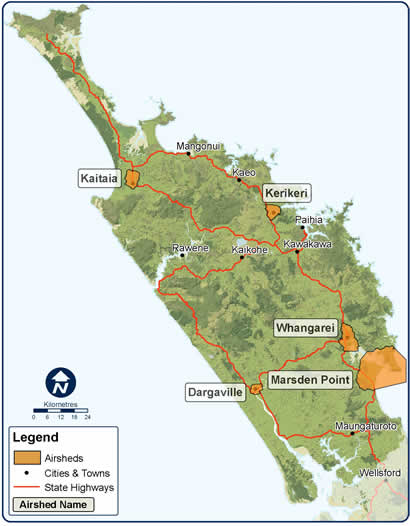 Mangonui
Kaitaia
Kaeo
Kerikeri
Paihia
Rawene
Kaikohe
Kawakawa
Whangarei
Marsden Point
Dargaville
N
Kilometres
0 6 12 18 24
Maungaturoto
Wellsford
Legend
Airsheds
Cities & Towns
State Highways
Airshed Name